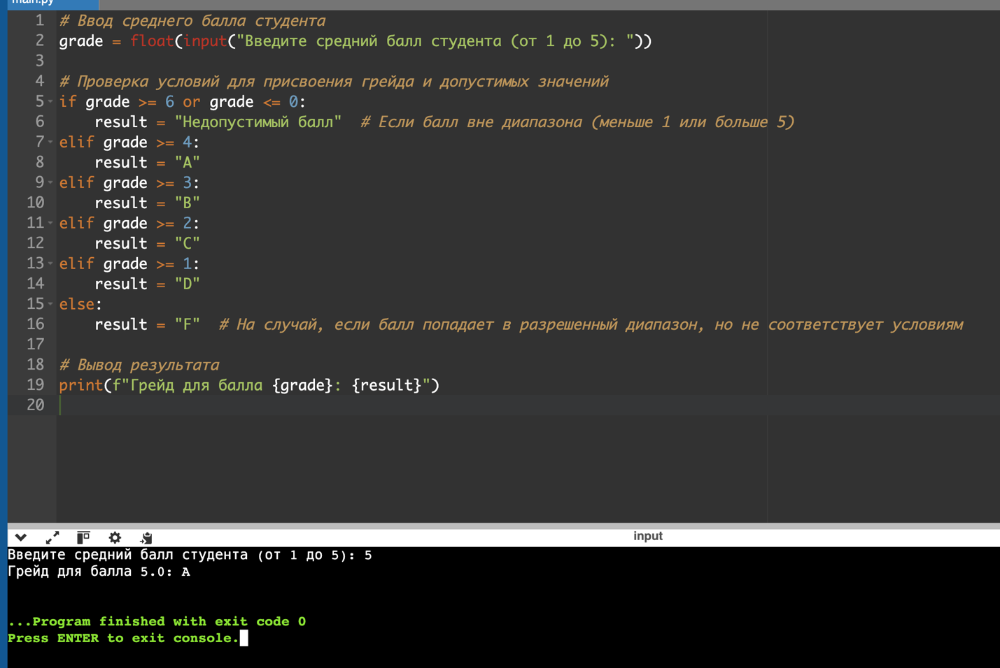 main.py
1 # Ввод среднего балла студента
2 grade = float(input("Введите средний балл студента (от 1 до 5): "))
3
4 # Проверка условий для присвоения грейда и допустимых значений
5 if grade >= 6 or grade <= 0:
6     result = "Недопустимый балл"  # Если балл вне диапазона (меньше 1 или больше 5)
7 elif grade >= 4:
8     result = "A"
9 elif grade >= 3:
10     result = "B"
11 elif grade >= 2:
12     result = "C"
13 elif grade >= 1:
14     result = "D"
15 else:
16     result = "F"  # На случай, если балл попадает в разрешенный диапазон, но не соответствует условиям
17
18 # Вывод результата
19 print(f"Грейд для балла {grade}: {result}")
20
input
Введите средний балл студента (от 1 до 5): 5
Грейд для балла 5.0: A
...Program finished with exit code 0
Press ENTER to exit console.